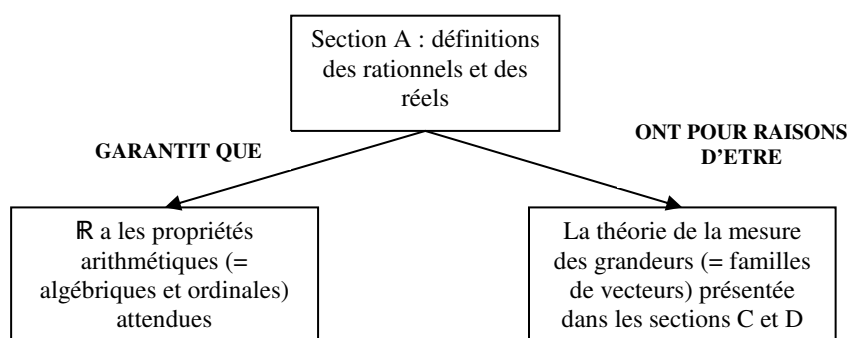 Section A : définitions
des rationnels et des
réels
GARANTIT QUE
ONT POUR RAISONS
D'ETRE
ℝ a les propriétés
arithmétiques (=
algébriques et ordinales)
attendues
La théorie de la mesure
des grandeurs (= familles
de vecteurs) présentée
dans les sections C et D